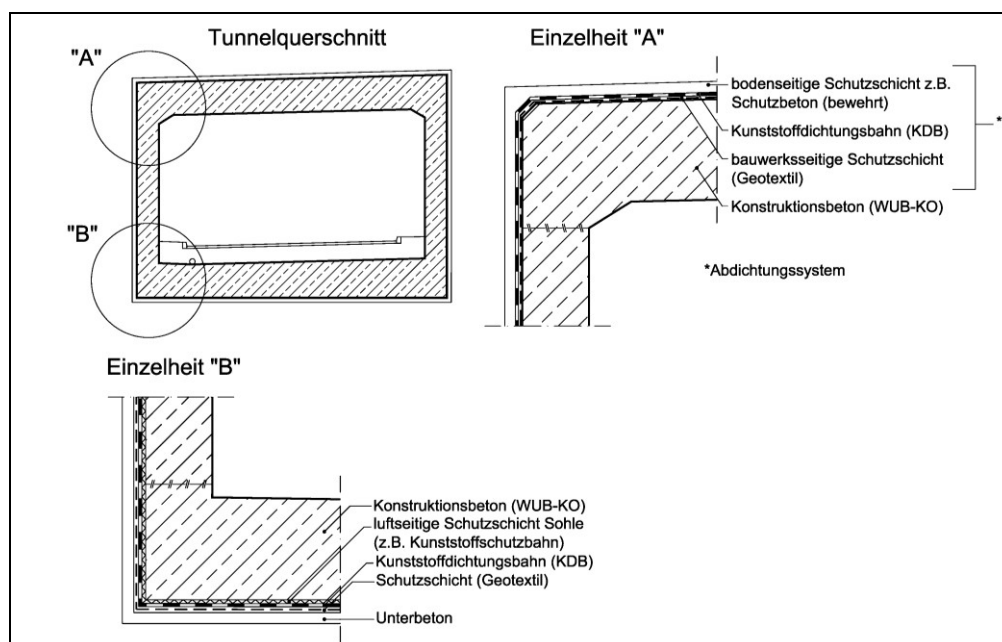 Tunnelquerschnitt
"A"
"B"
Einzelheit "A"
bodenseitige Schutzschicht z.B.
Schutzbeton (bewehrt)
*
Kunststoffdichtungsbahn (KDB)
bauwerksseitige Schutzschicht
(Geotextil)
Konstruktionsbeton (WUB-KO)
*Abdichtungssystem
Einzelheit "B"
Konstruktionsbeton (WUB-KO)
luftseitige Schutzschicht Sohle
(z.B. Kunststoffschutzbahn)
Kunststoffdichtungsbahn (KDB)
Schutzschicht (Geotextil)
Unterbeton